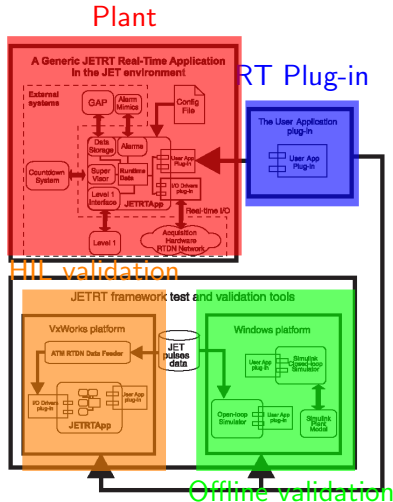 Plant
A Generic JETRT Real-Time Application
in the JET environment
RT Plug-in
External
systems
GAP
Alarm
Mimics
Config
File
The User Application
plug-in
User App
Plug-in
Data
Storage
Alarms
User App
Plug-in
Countdown
System
Super
Visor
Runtime
Data
I/O Drivers
plug-in
Level 1
Interface
JETRTApp
Real-time I/O
Level 1
Acquisition
Hardware
RTDN Network
HIL validation
JETRT framework test and validation tools
VxWorks platform
Windows platform
ATM RTDN Data Feeder
JET
pulses
data
User App
plug-in
Simulink
Closed-loop
Simulator
I/O Drivers
plug-in
User App
plug-in
JETRTApp
Open-loop
Simulator
User App
plug-in
Simulink
Plant
Model
Offline validation